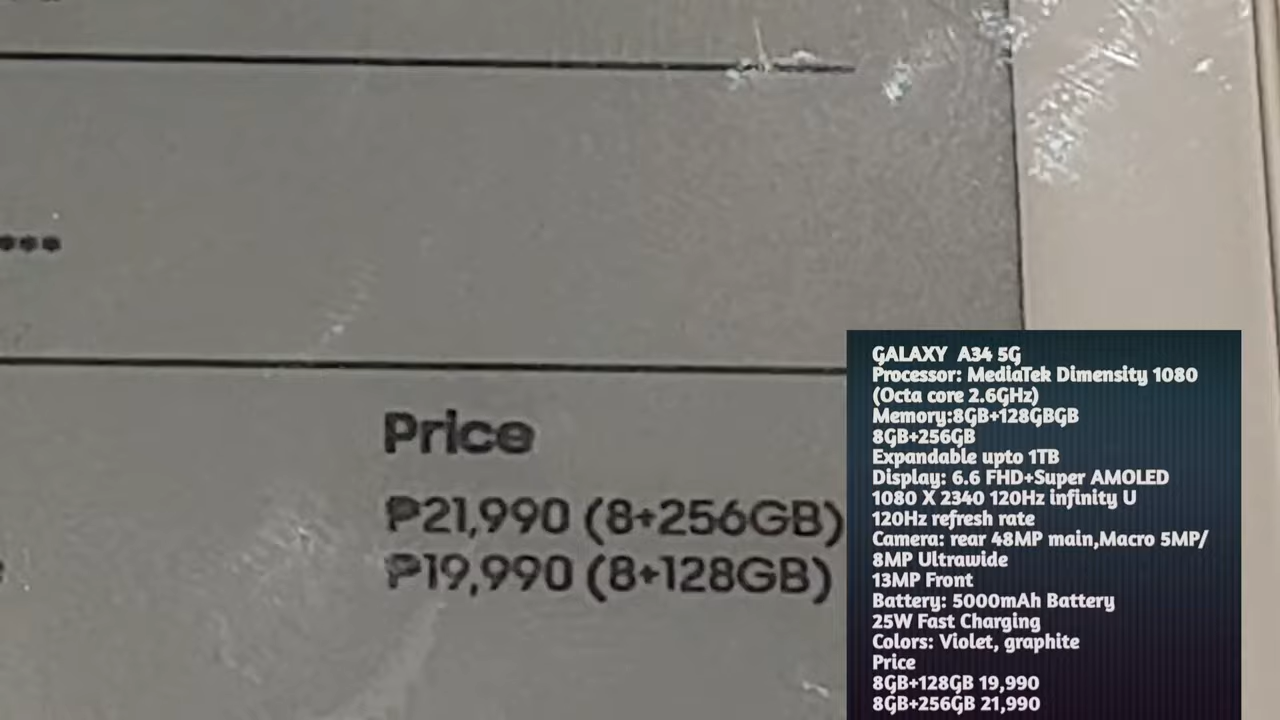 Price
₱21,990 (8+256GB)
₱19,990 (8+128GB)
GALAXY A34 5G
Processor: MediaTek Dimensity 1080
(Octa core 2.6GHz)
Memory:8GB+128GBGB
8GB+256GB
Expandable upto 1TB
Display: 6.6 FHD+Super AMOLED
1080 X 2340 120Hz infinity U
120Hz refresh rate
Camera: rear 48MP main,Macro 5MP/
8MP Ultrawide
13MP Front
Battery: 5000mAh Battery
25W Fast Charging
Colors: Violet, graphite
Price
8GB+128GB 19,990
8GB+256GB 21,990